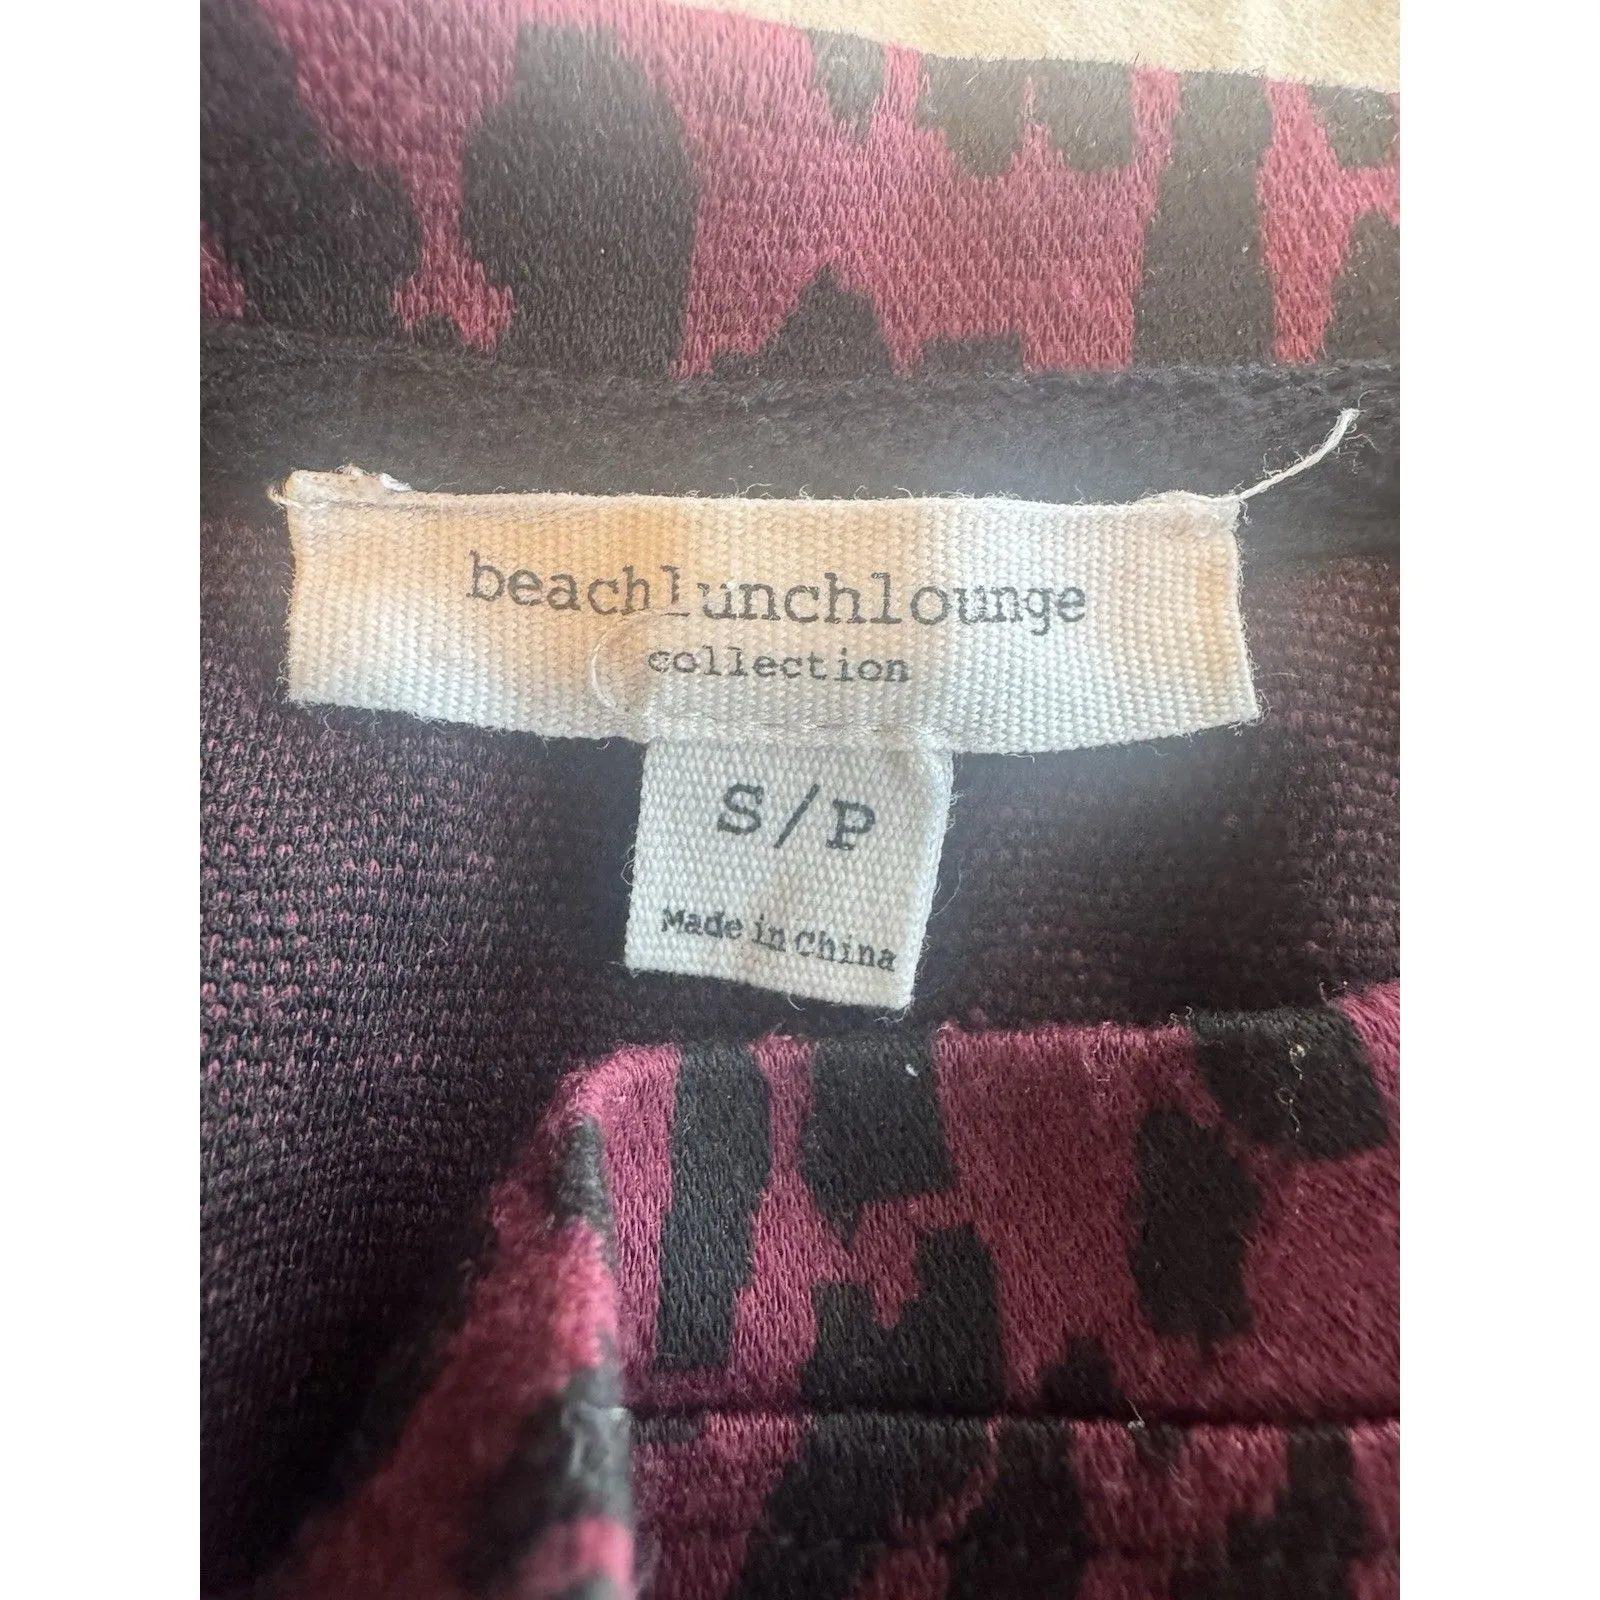 beachlunchlounge
collection
S/P
Made in China